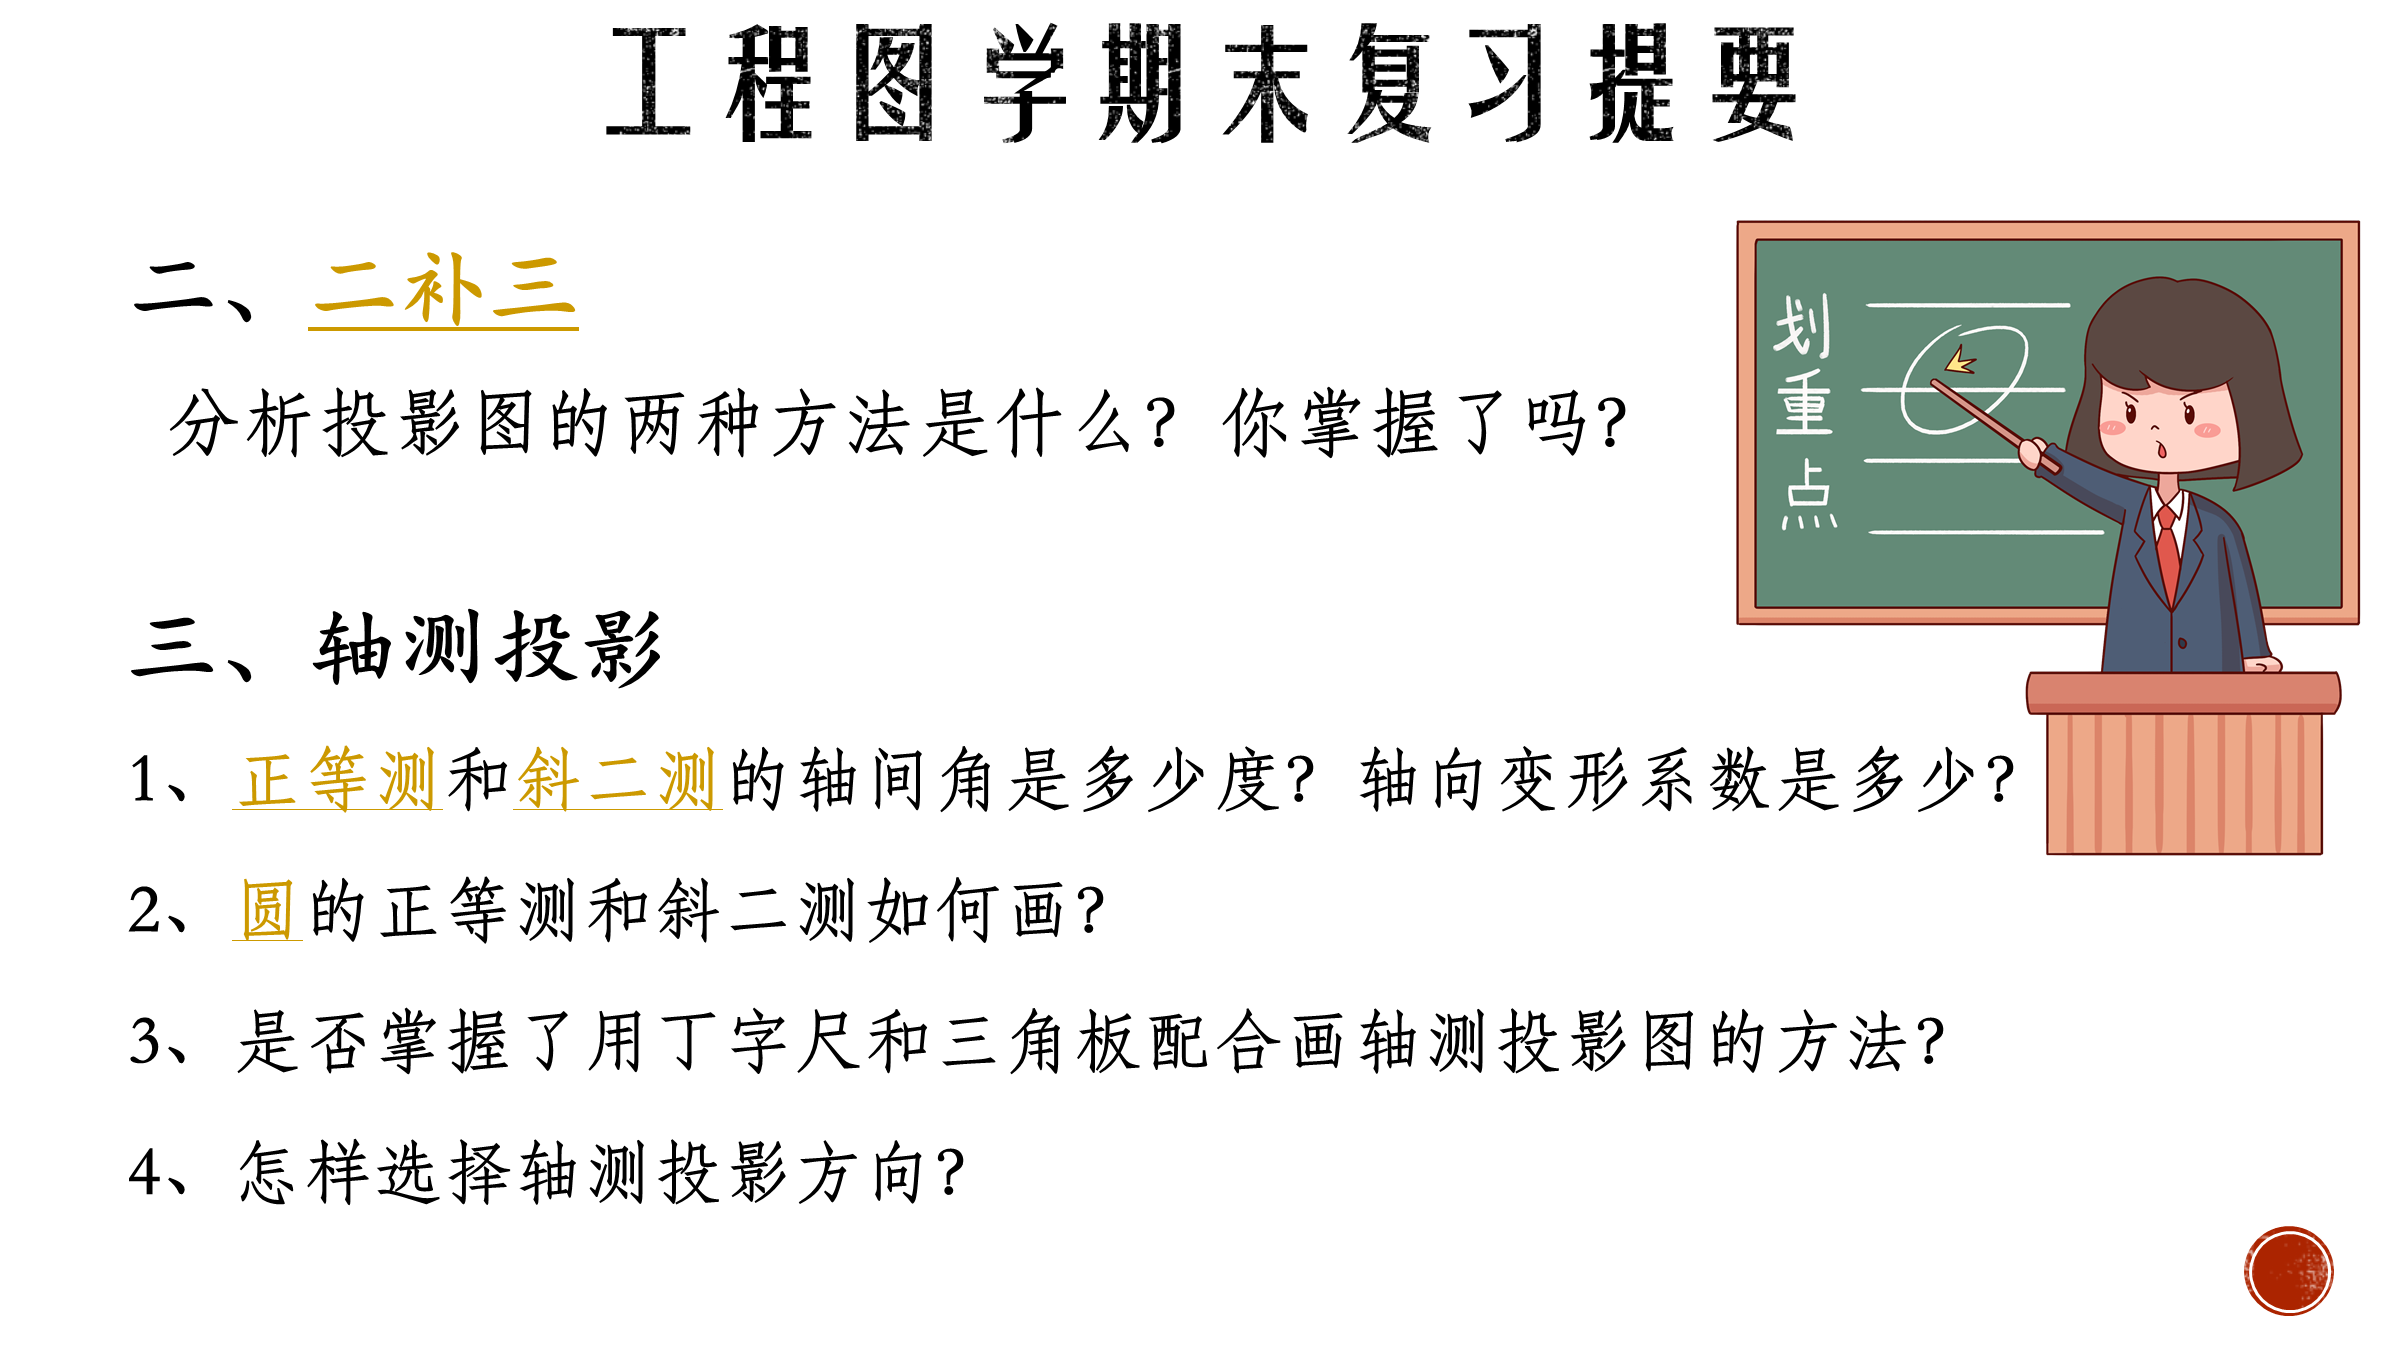 工程图学期末复习提要
二、二补三
分析投影图的两种方法是什么？你掌握了吗？
划重点
三、轴测投影
1、正等测和斜二测的轴间角是多少度？轴向变形系数是多少？
2、圆的正等测和斜二测如何画？
3、是否掌握了用丁字尺和三角板配合画轴测投影图的方法？
4、怎样选择轴测投影方向？